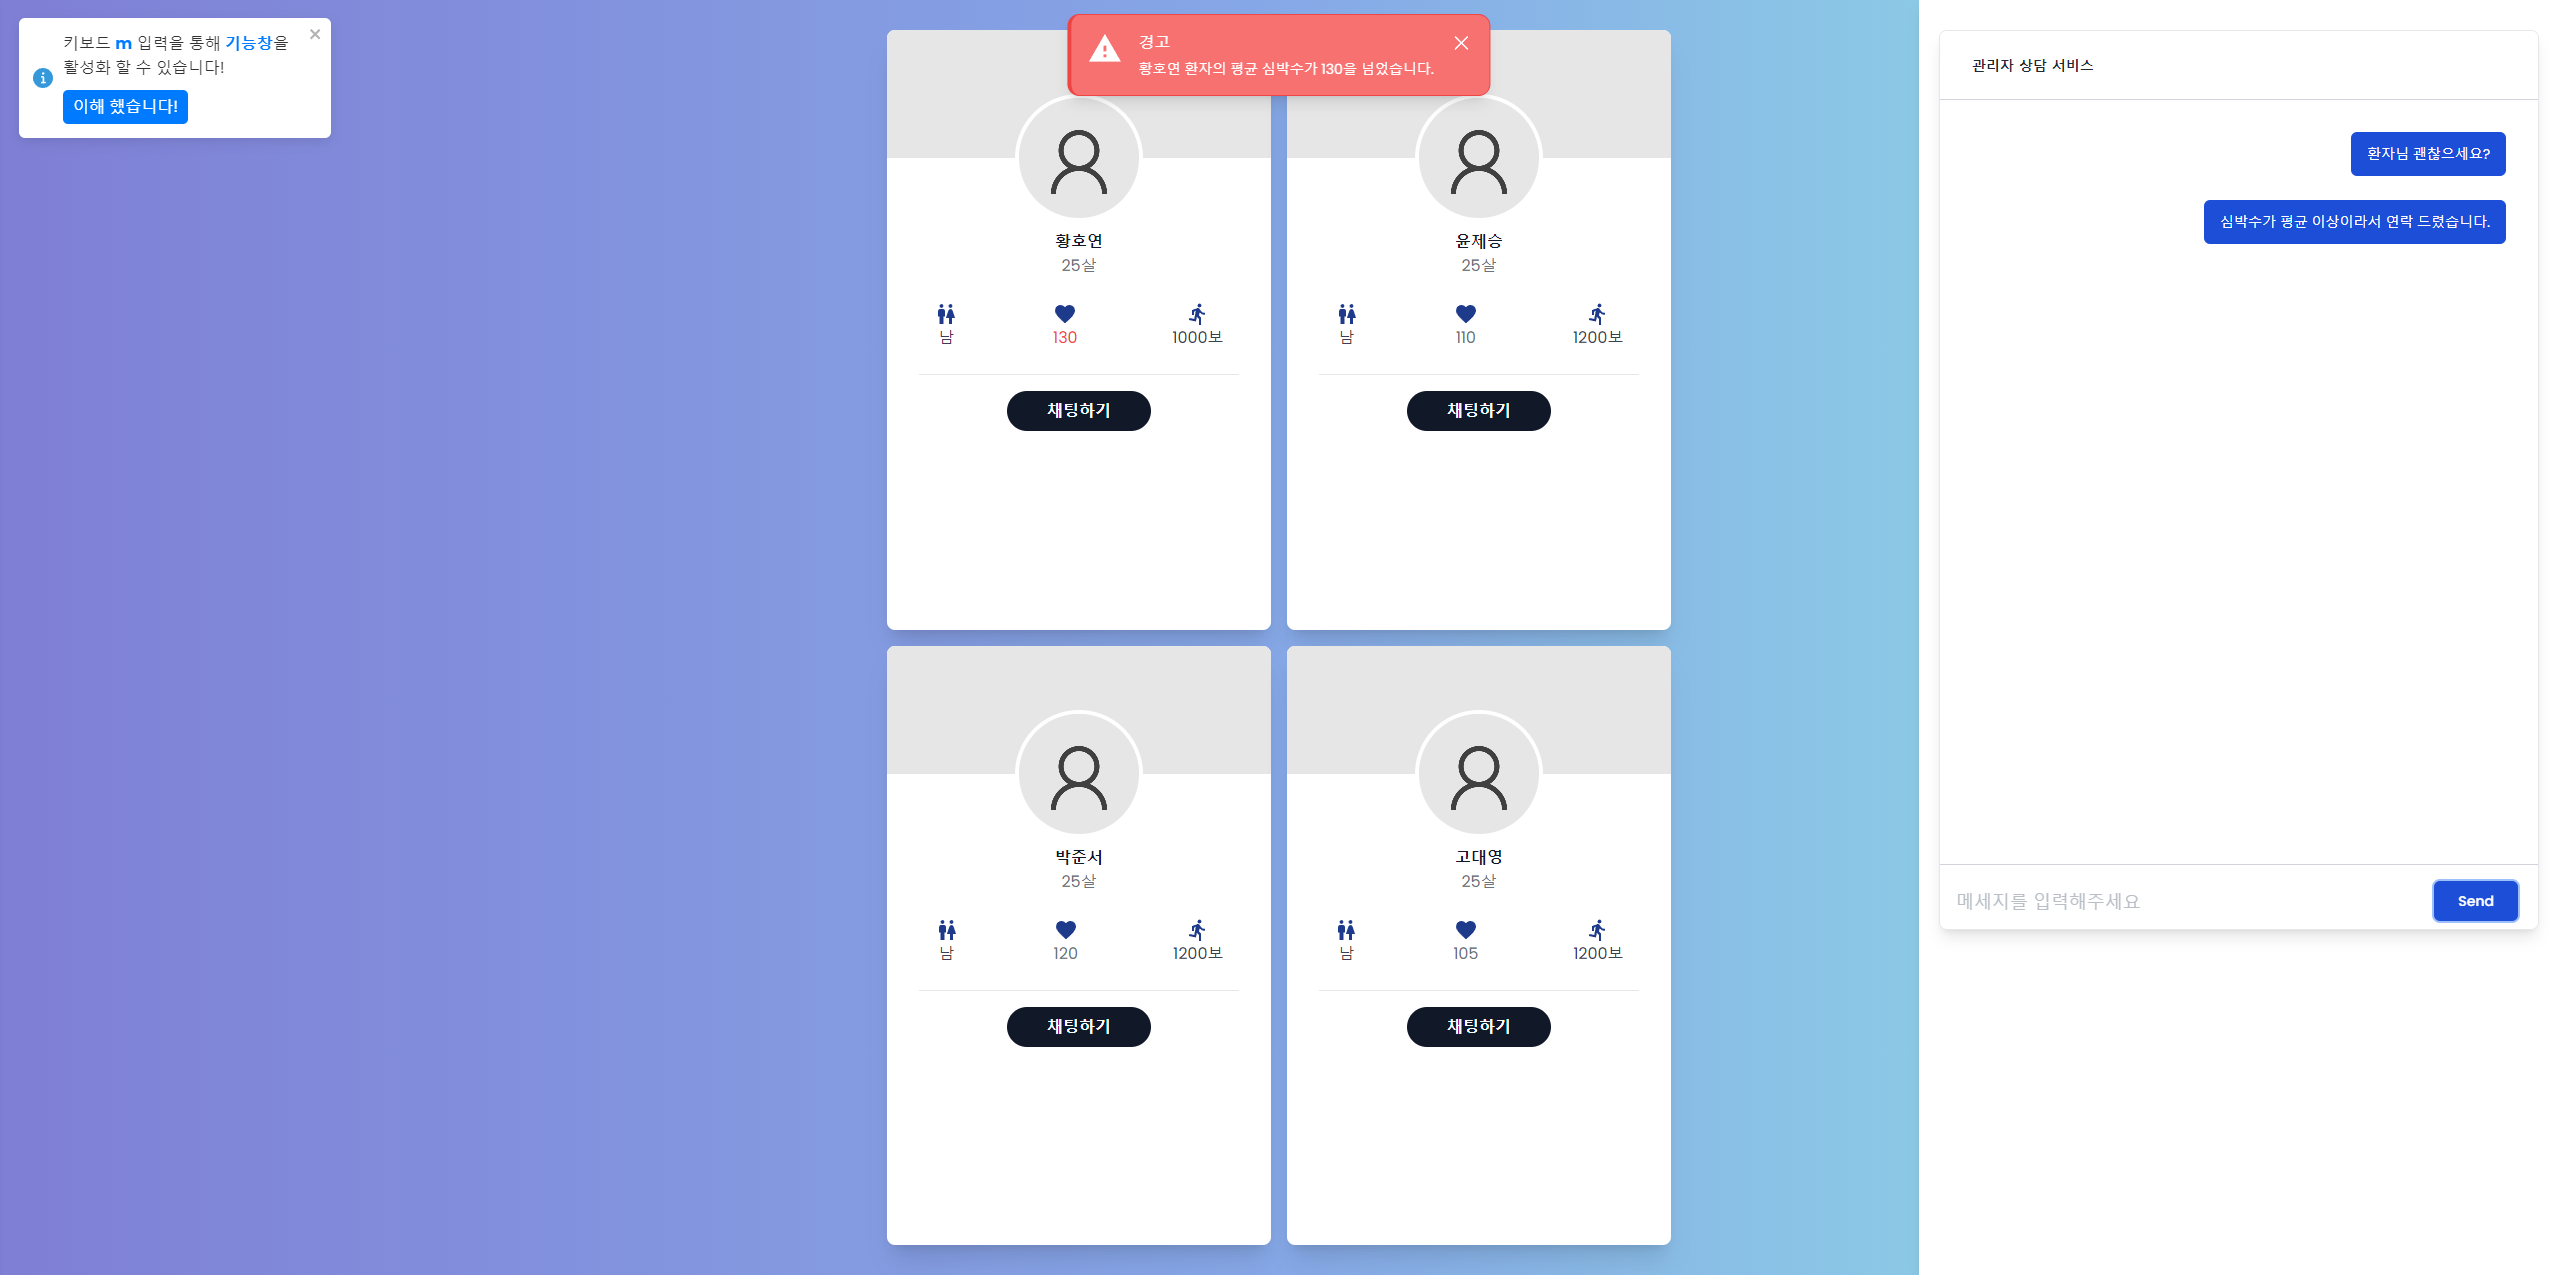 키보드 m 입력을 통해 기능창을
활성화 할 수 있습니다!
이해 했습니다!
경고
황호연 환자의 평균 심박수가 130을 넘었습니다.
황호연
25살
남
130
1000보
채팅하기
윤제승
25살
남
110
1200보
채팅하기
박준서
25살
남
120
1200보
채팅하기
고대영
25살
남
105
1200보
채팅하기
관리자 상담 서비스
환자님 괜찮으세요?
심박수가 평균 이상이라서 연락 드렸습니다.
메세지를 입력해주세요
Send